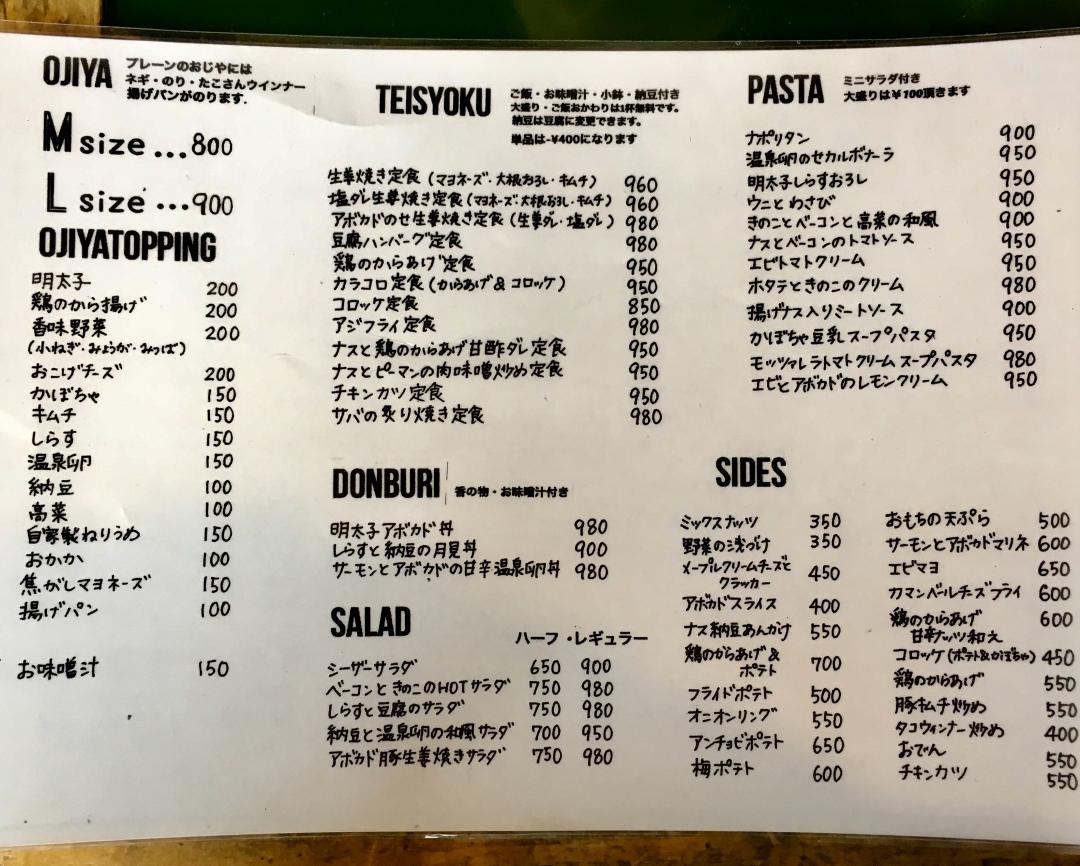 OJIYA
プレーンのおじやには
ネギ・のり・たこさんウインナー
揚げパンがのります.
M size ...800
L size ...900
OJIYATOPPING
明太子 200
鶏のから揚げ 200
香味野菜 200
(小ねぎ・みょうが・みつば)
おこげチーズ 200
かぼちゃ 150
キムチ 150
しらす 150
温泉卵 150
納豆 100
高菜 100
自家製ねりうめ 150
おかか 100
焦がしマヨネーズ 150
揚げパン 100
お味噌汁 150
TEISYOKU
ご飯・お味噌汁・小鉢・納豆付き
大盛り・ご飯おかわりは1杯無料です。
納豆は豆腐に変更できます。
単品は-¥400になります
生姜焼き定食(マヨネーズ・大根おろし・キムチ) 960
塩ダレ生姜焼き定食(マヨネーズ・大根おろし・キムチ) 960
アボカドのせ生姜焼き定食(生姜ダレ・塩ダレ) 980
豆腐ハンバーグ定食 980
鶏のからあげ定食 950
カラコロ定食(からあげ&コロッケ) 950
コロッケ定食 850
アジフライ定食 980
ナスと鶏のからあげ甘酢ダレ定食 950
ナスとピーマンの肉味噌炒め定食 950
チキンカツ定食 950
サバの炙り焼き定食 980
DONBURI
香の物・お味噌汁付き
明太子アボカド丼 980
しらすと納豆の月見丼 900
サーモンとアボカドの甘辛温泉卵丼 980
SALAD
ハーフ・レギュラー
シーザーサラダ 650 900
ベーコンときのこのHOTサラダ 750 980
しらすと豆腐のサラダ 750 980
納豆と温泉卵の和風サラダ 700 950
アボカド豚生姜焼きサラダ 750 980
PASTA
ミニサラダ付き
大盛りは¥100頂きます
ナポリタン 900
温泉卵のせカルボナーラ 950
明太子しらすおろし 950
ウニとわさび 900
きのことベーコンと高菜の和風 900
ナスとベーコンのトマトソース 950
エビトマトクリーム 950
ホタテときのこのクリーム 980
揚げナス入りミートソース 900
かぼちゃ豆乳スープパスタ 950
モッツァレラトマトクリームスープパスタ 980
エビとアボカドのレモンクリーム 950
SIDES
ミックスナッツ 350
野菜の浅づけ 350
メープルクリームチーズと
クラッカー 450
アボカドスライス 400
ナス納豆あんかけ 550
鶏のからあげ&
ポテト 700
フライドポテト 500
オニオンリング 550
アンチョビポテト 650
梅ポテト 600
おもちの天ぷら 500
サーモンとアボカドマリネ 600
エビマヨ 650
カマンベールチーズフライ 600
鶏のからあげ 600
甘辛ナッツ和え
コロッケ(ポテト&かぼちゃ) 450
鶏のからあげ 550
豚キムチ炒め 550
タコウィンナー炒め 400
おでん 550
チキンカツ 550